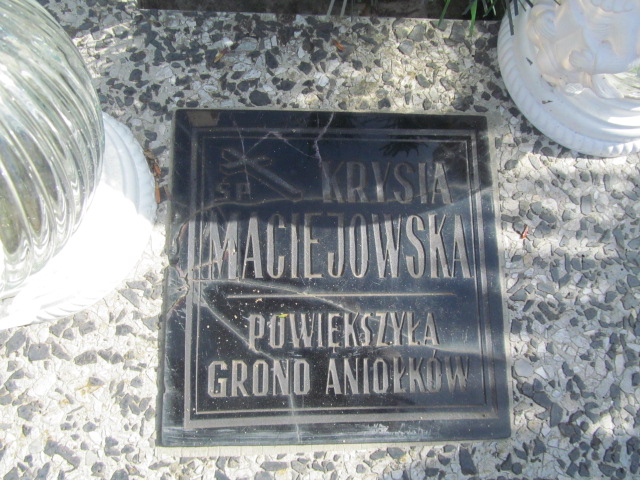 ŚP. KRYSIA
MACIEJOWSKA
POWIĘKSZYŁA
GRONO ANIOŁKÓW